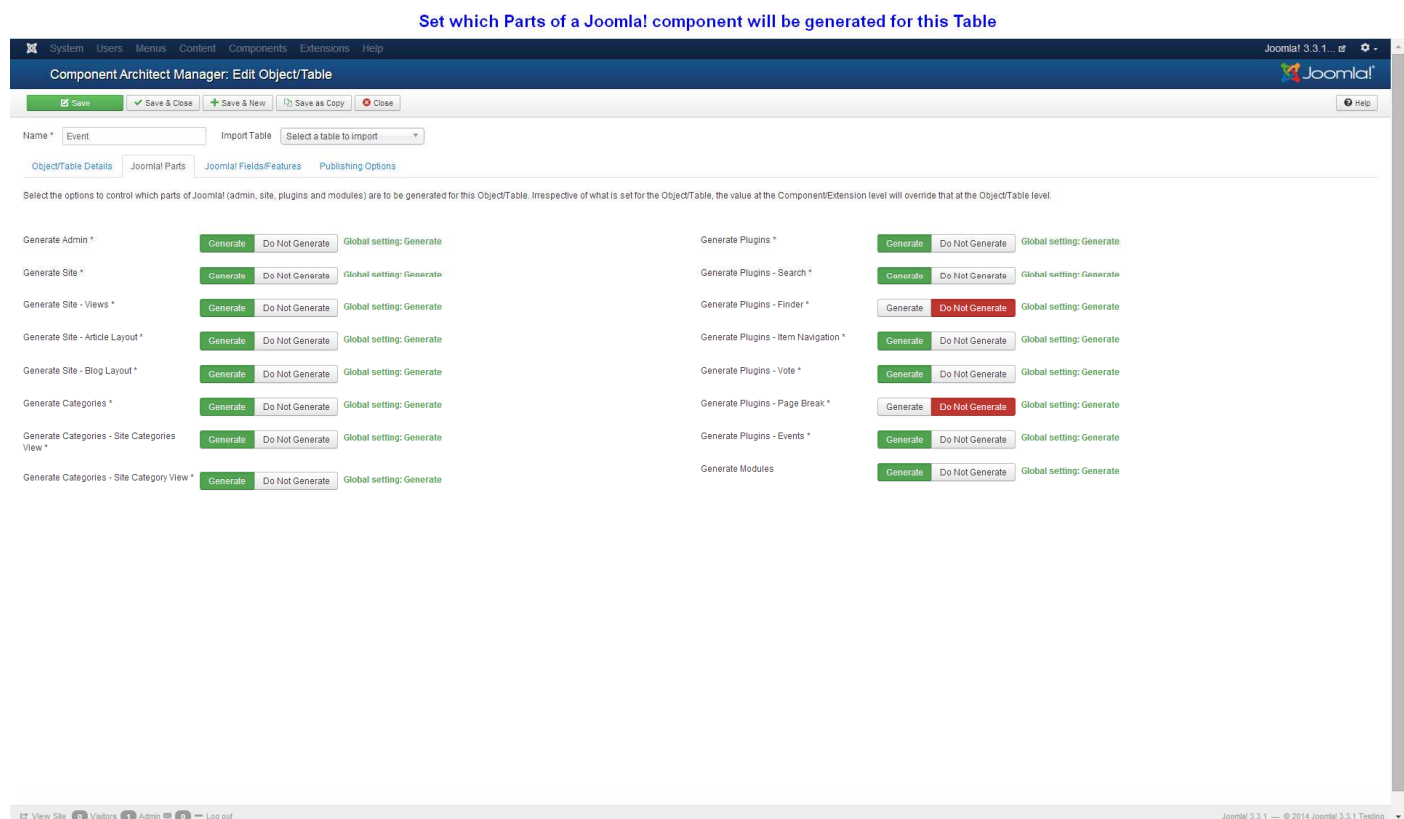 Set which Parts of a Joomla! component will be generated for this Table
System Users Menus Content Components Extensions Help Joomla! 3.3.1...
Component Architect Manager: Edit Object/Table Joomla!
Save Save & Close Save & New Save as Copy Close Help
Name * Event Import Table Select a table to import
Object/Table Details Joomla! Parts Joomla! Fields/Features Publishing Options
Select the options to control which parts of Joomla! (admin, site, plugins and modules) are to be generated for this Object/Table. Irrespective of what is set for the Object/Table, the value at the Component/Extension level will override that at the Object/Table level.
Generate Admin * Generate Do Not Generate Global setting: Generate Generate Plugins * Generate Do Not Generate Global setting: Generate
Generate Site * Generate Do Not Generate Global setting: Generate Generate Plugins - Search * Generate Do Not Generate Global setting: Generate
Generate Site - Views * Generate Do Not Generate Global setting: Generate Generate Plugins - Finder * Generate Do Not Generate Global setting: Generate
Generate Site - Article Layout * Generate Do Not Generate Global setting: Generate Generate Plugins - Item Navigation * Generate Do Not Generate Global setting: Generate
Generate Site - Blog Layout * Generate Do Not Generate Global setting: Generate Generate Plugins - Vote * Generate Do Not Generate Global setting: Generate
Generate Categories * Generate Do Not Generate Global setting: Generate Generate Plugins - Page Break * Generate Do Not Generate Global setting: Generate
Generate Categories - Site Categories
View * Generate Do Not Generate Global setting: Generate Generate Plugins - Events * Generate Do Not Generate Global setting: Generate
Generate Categories - Site Category View * Generate Do Not Generate Global setting: Generate Generate Modules Generate Do Not Generate Global setting: Generate
View Site 0 Visitors 1 Admin 0 Log out Joomla! 3.3.1 — © 2014 Joomla! 3.3.1 Testing